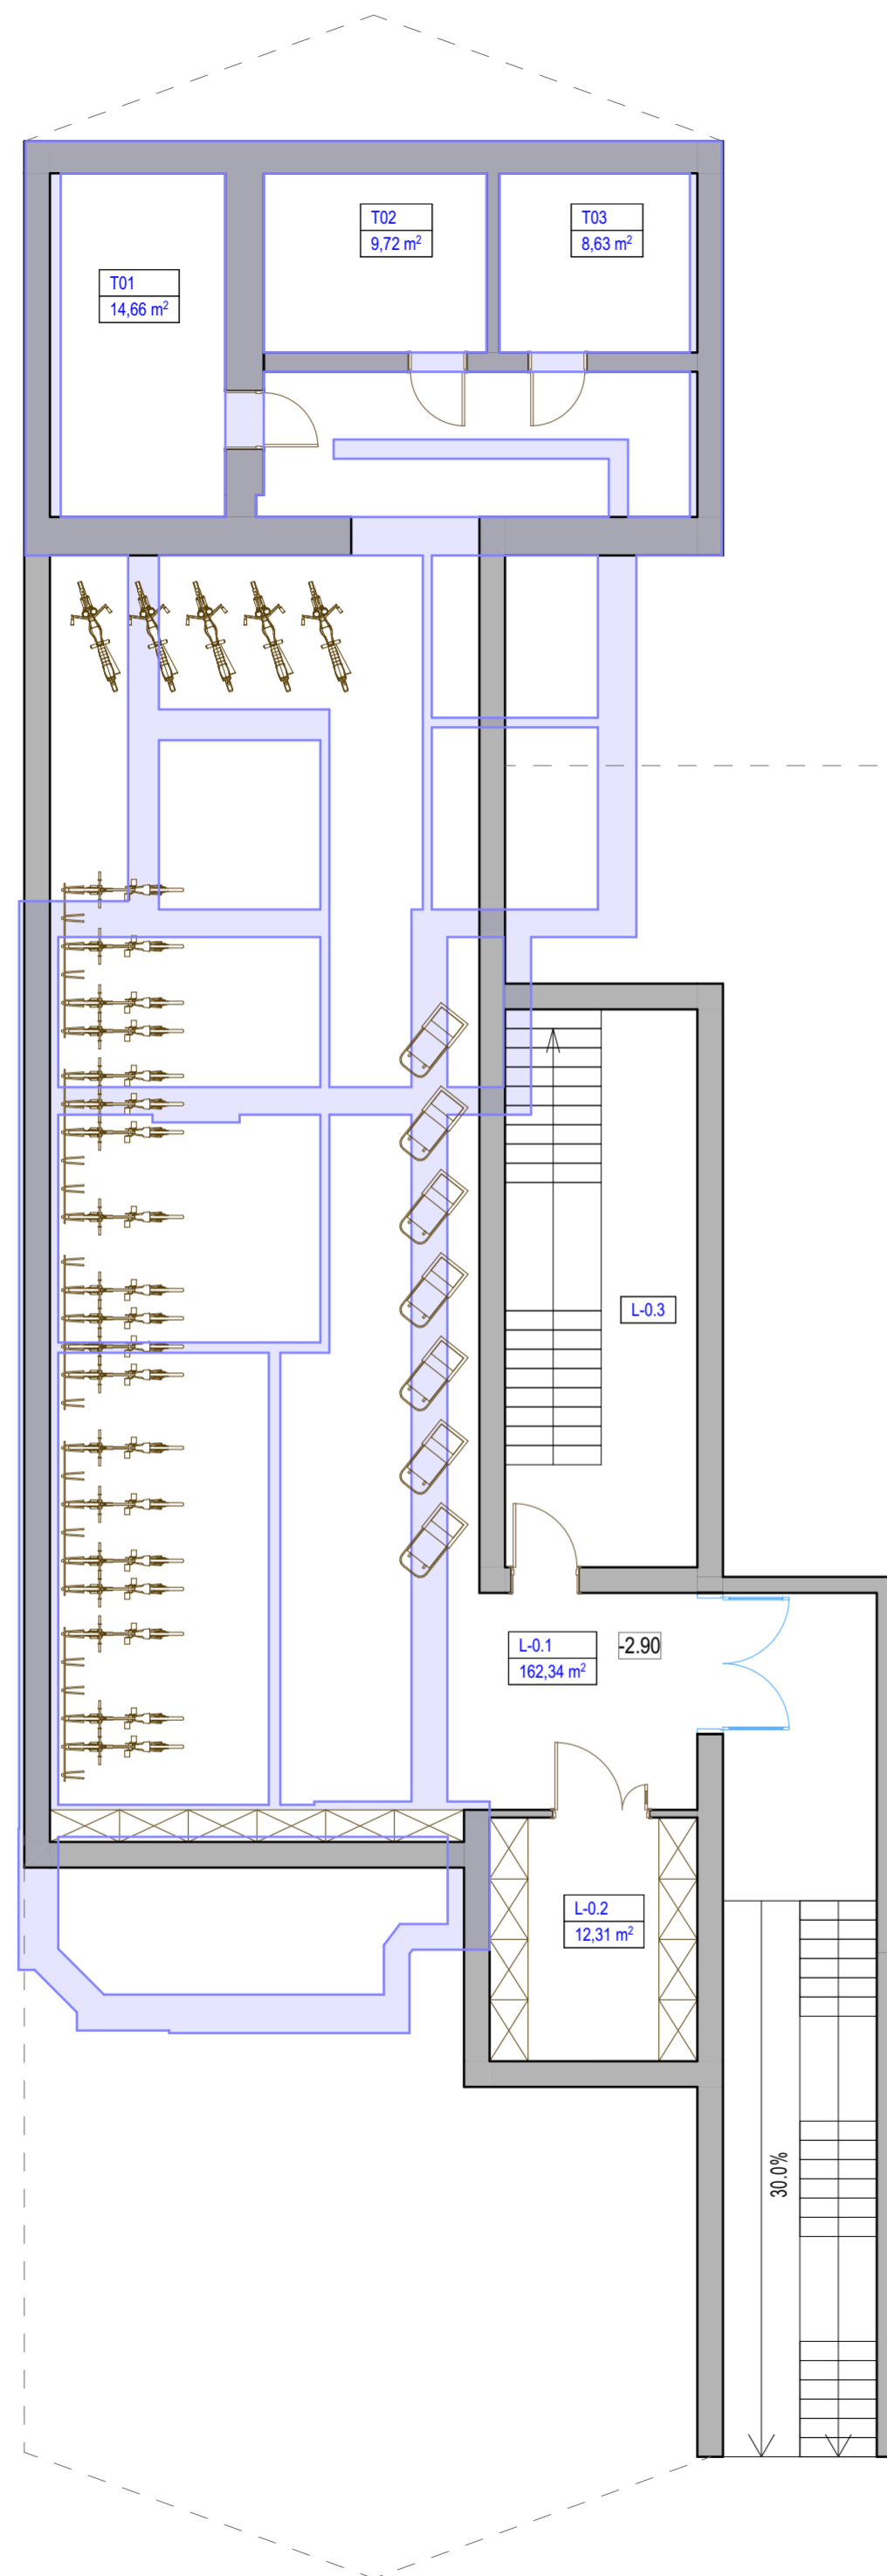 T02
9,72 m²
T03
8,63 m²
T01
14,66 m²
L-0.3
L-0.1
162,34 m²
-2.90
L-0.2
12,31 m²
30.0%